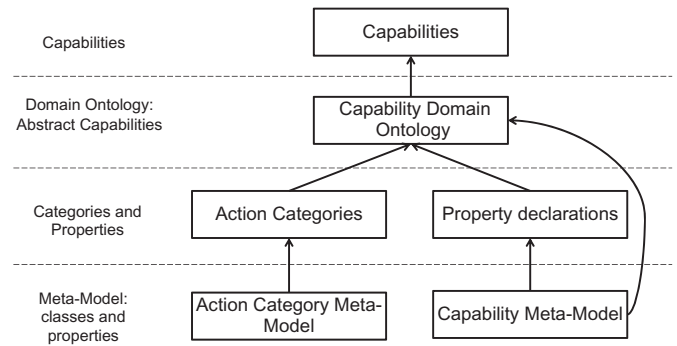 Capabilities
Capabilities
Domain Ontology:
Abstract Capabilities
Capability Domain
Ontology
Categories and
Properties
Action Categories
Property declarations
Meta-Model:
classes and
properties
Action Category Meta-
Model
Capability Meta-Model